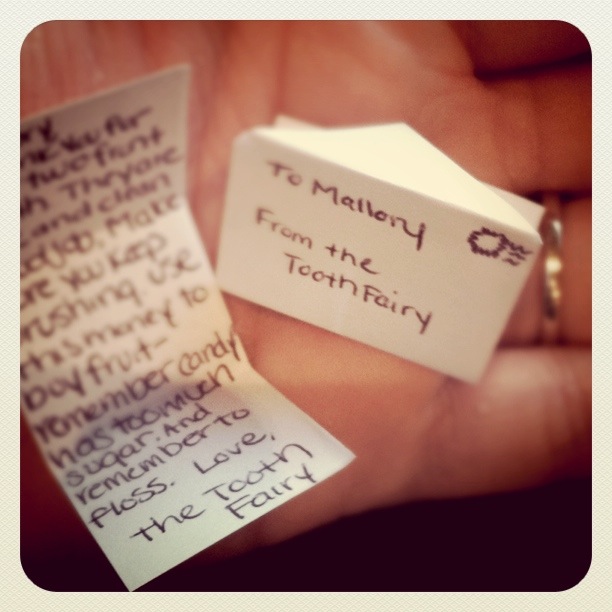 you for
two front
They are
and clean
job. Make
you keep
brushing. Use
this money to
buy fruit-
remember candy
has too much
sugar. And
remember to
floss. Love,
the Tooth
Fairy
To Mallory
From the
Tooth Fairy